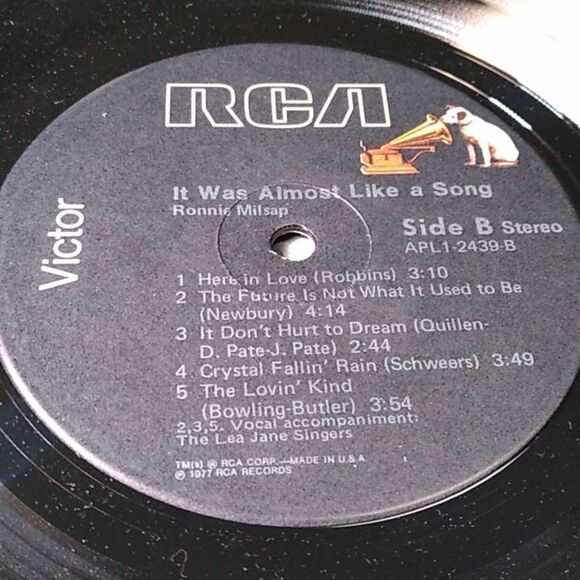 RCA
Victor
It Was Almost Like a Song
Ronnie Milsap
Side B Stereo
APL1-2439-B
1 Here in Love (Robbins) 3:10
2 The Future Is Not What It Used to Be
(Newbury) 4:14
3 It Don't Hurt to Dream (Quillen-
D. Pate-J. Pate) 2:44
4 Crystal Fallin' Rain (Schweers) 3:49
5 The Lovin' Kind
(Bowling-Butler) 3:54
2,3,5. Vocal accompaniment:
The Lea Jane Singers
TM(s) ® RCA CORP.—MADE IN U.S.A.
℗ 1977 RCA RECORDS